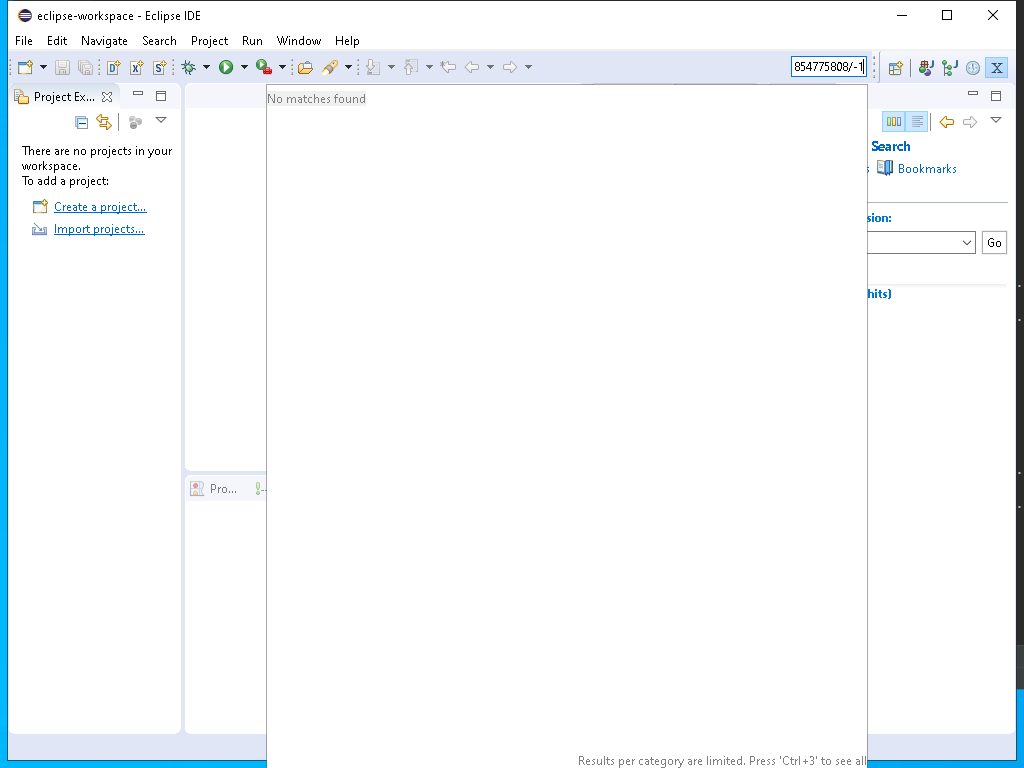 eclipse-workspace - Eclipse IDE
File Edit Navigate Search Project Run Window Help
854775808/-1
Project Ex...
No matches found
There are no projects in your
workspace.
To add a project:
Create a project...
Import projects...
Search
Bookmarks
sion:
Go
hits)
Pro...
Results per category are limited. Press 'Ctrl+3' to see all